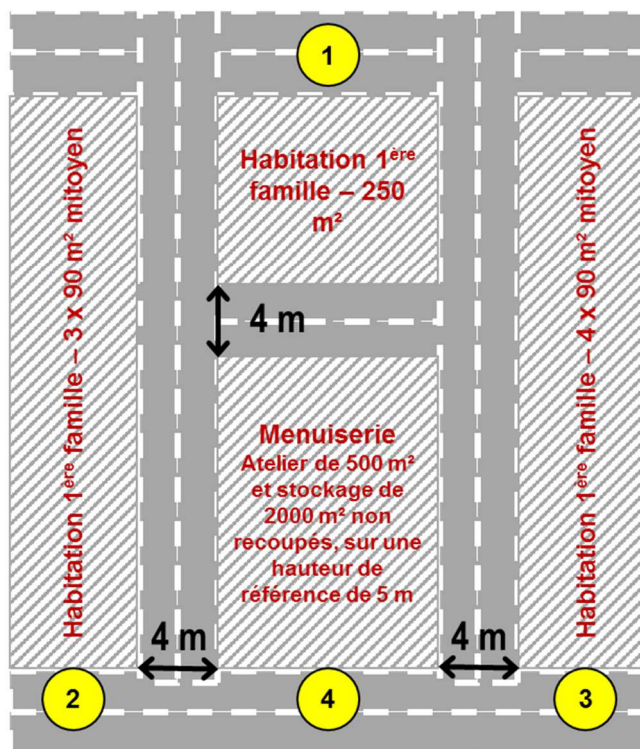 1
Habitation 1ère famille – 3 x 90 m² mitoyen
Habitation 1ère
famille – 250
m²
Habitation 1ère famille – 4 x 90 m² mitoyen
4 m
Menuiserie
Atelier de 500 m²
et stockage de
2000 m² non
recoupés, sur une
hauteur de
référence de 5 m
4 m
4 m
2
4
3